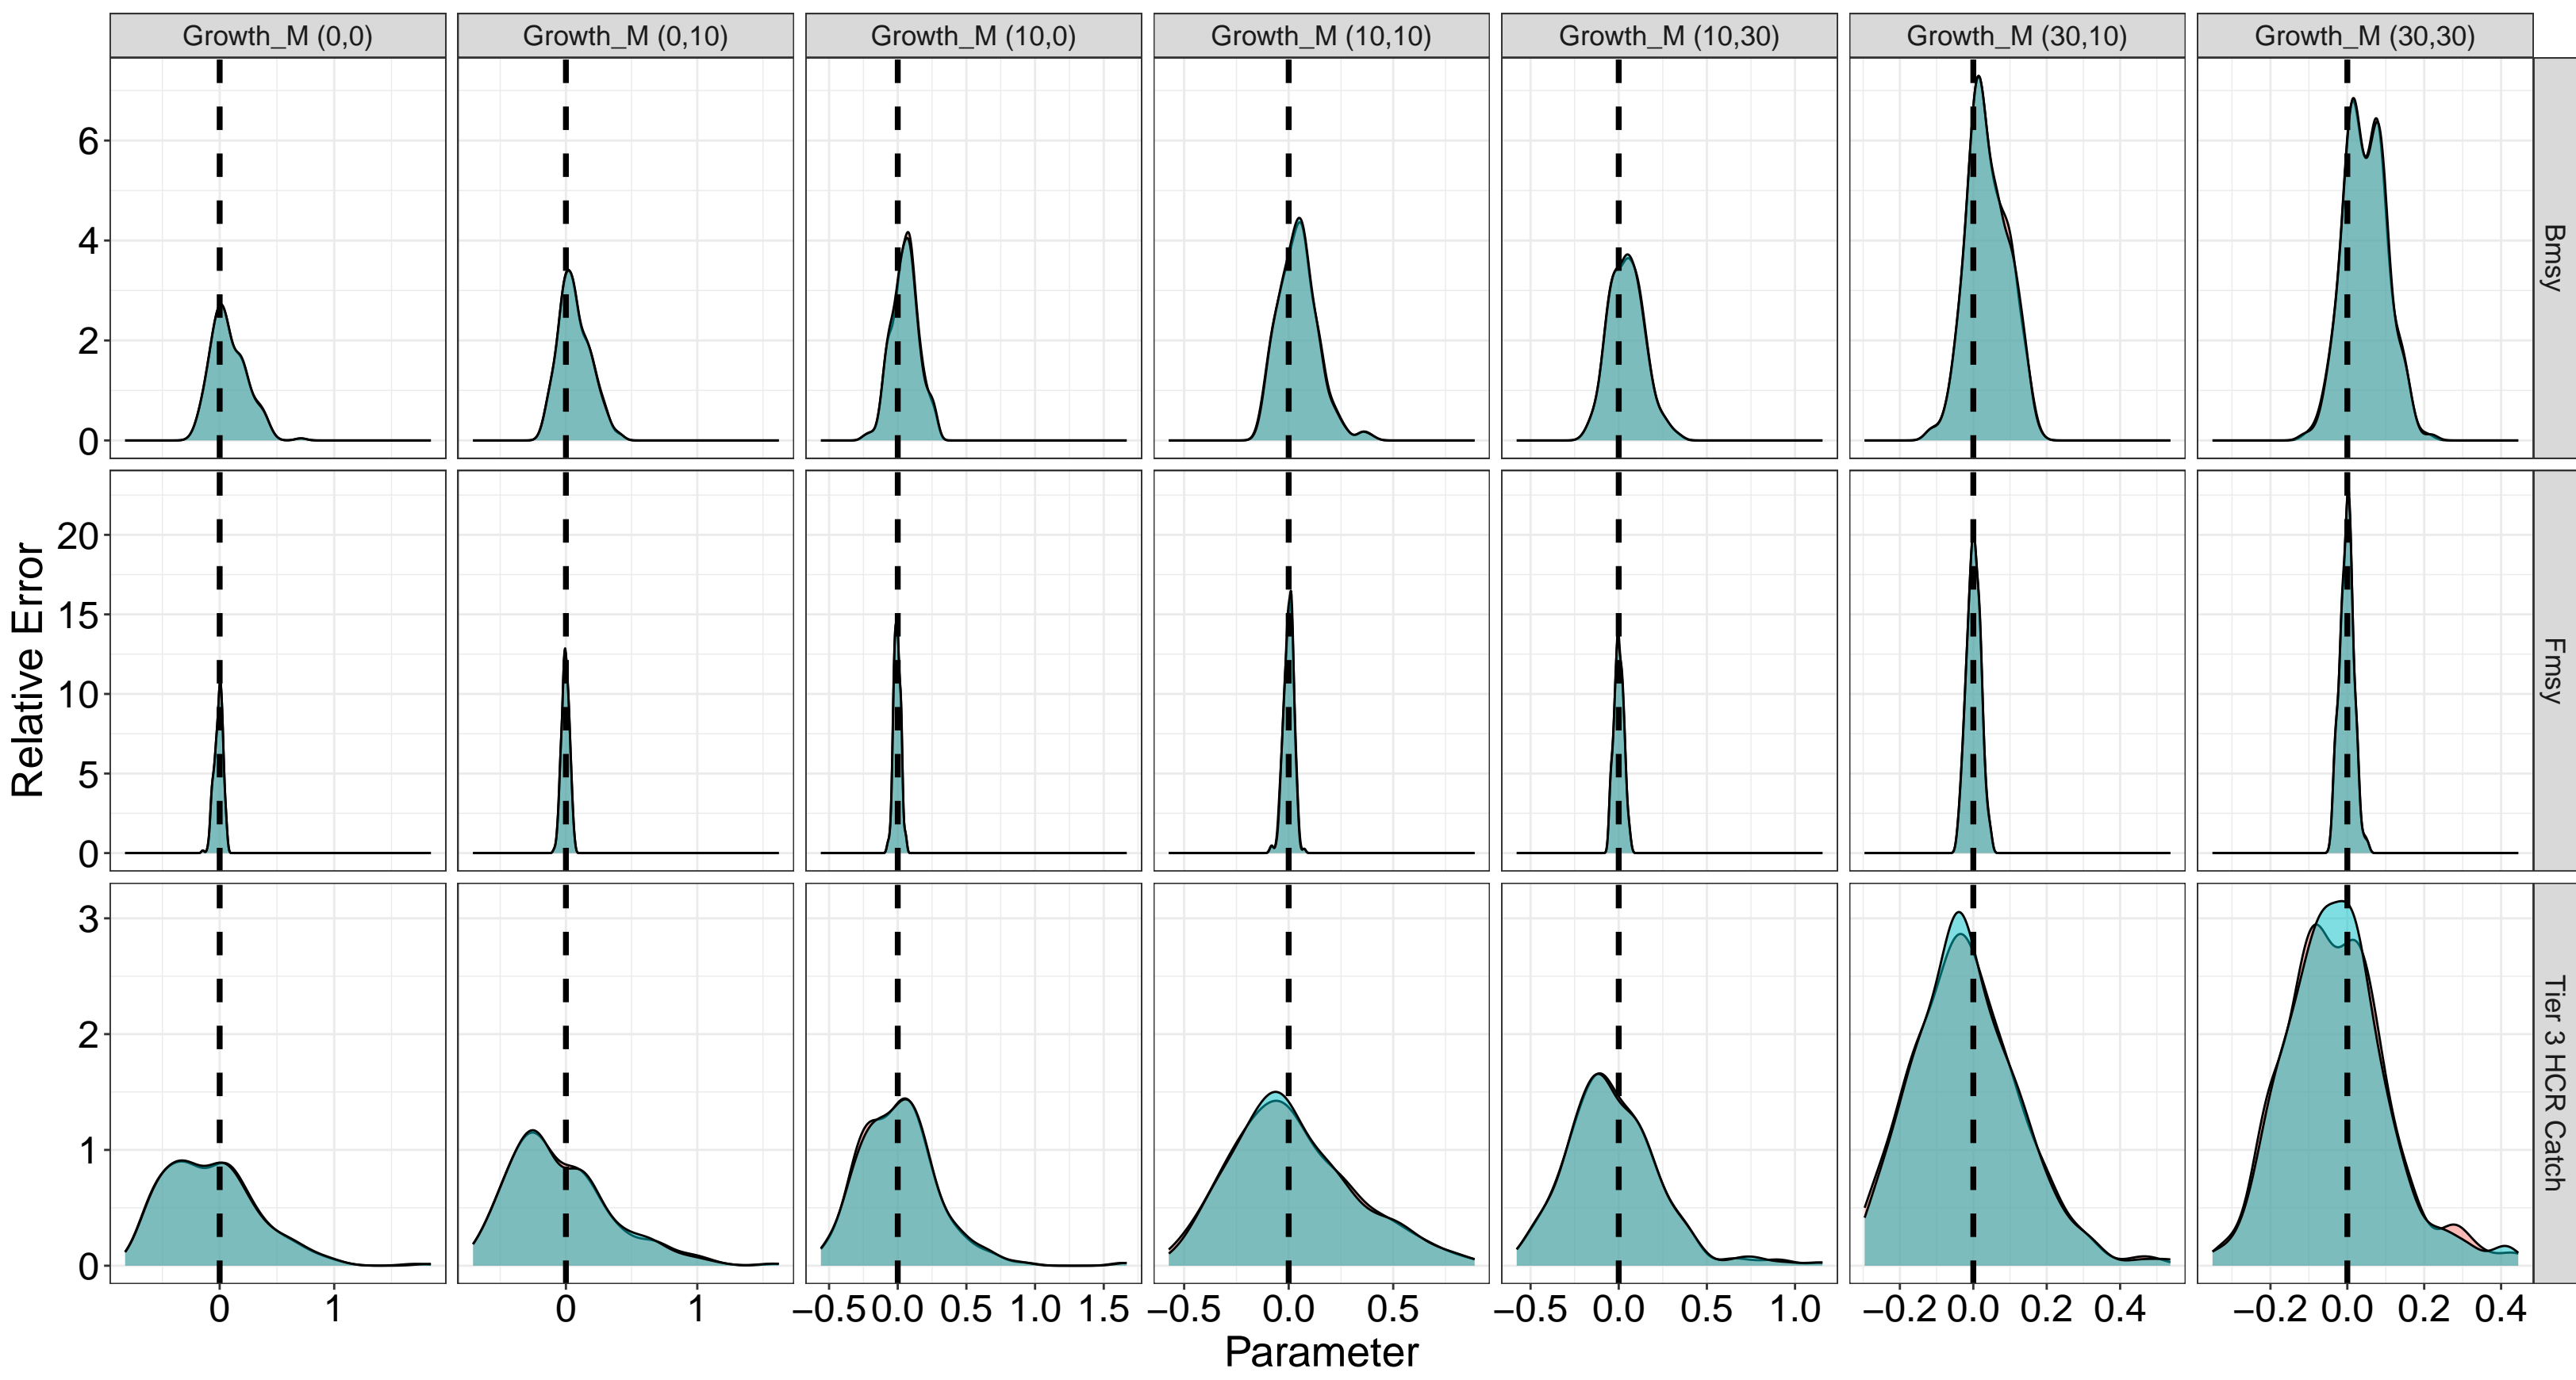 Growth_M (0,0) Growth_M (0,10) Growth_M (10,0) Growth_M (10,10) Growth_M (10,30) Growth_M (30,10) Growth_M (30,30)
6
4
2
0
Bmsy
20
15
10
5
0
Fmsy
3
2
1
0
Tier 3 HCR Catch
Relative Error
0 1 0 1 −0.5 0.0 0.5 1.0 1.5 −0.5 0.0 0.5 −0.5 0.0 0.5 1.0 −0.2 0.0 0.2 0.4 −0.2 0.0 0.2 0.4
Parameter